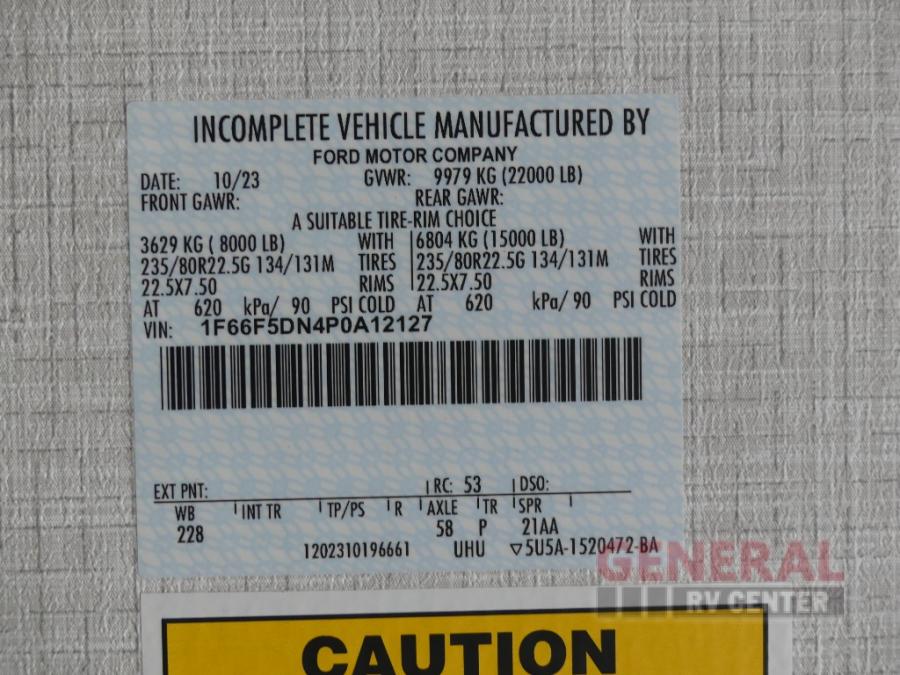 INCOMPLETE VEHICLE MANUFACTURED BY
FORD MOTOR COMPANY
DATE: 10/23 GVWR: 9979 KG (22000 LB)
FRONT GAWR: REAR GAWR:
A SUITABLE TIRE-RIM CHOICE
3629 KG ( 8000 LB) WITH 6804 KG (15000 LB) WITH
235/80R22.5G 134/131M TIRES 235/80R22.5G 134/131M TIRES
22.5X7.50 RIMS 22.5X7.50 RIMS
AT 620 kPa/ 90 PSI COLD AT 620 kPa/ 90 PSI COLD
VIN: 1F66F5DN4P0A12127
EXT PNT: RC: 53 DSO:
WB INT TR TP/PS R AXLE TR SPR
228 58 P 21AA
1202310196661 UHU ▽5U5A-1520472-BA
GENERAL
RV CENTER
CAUTION